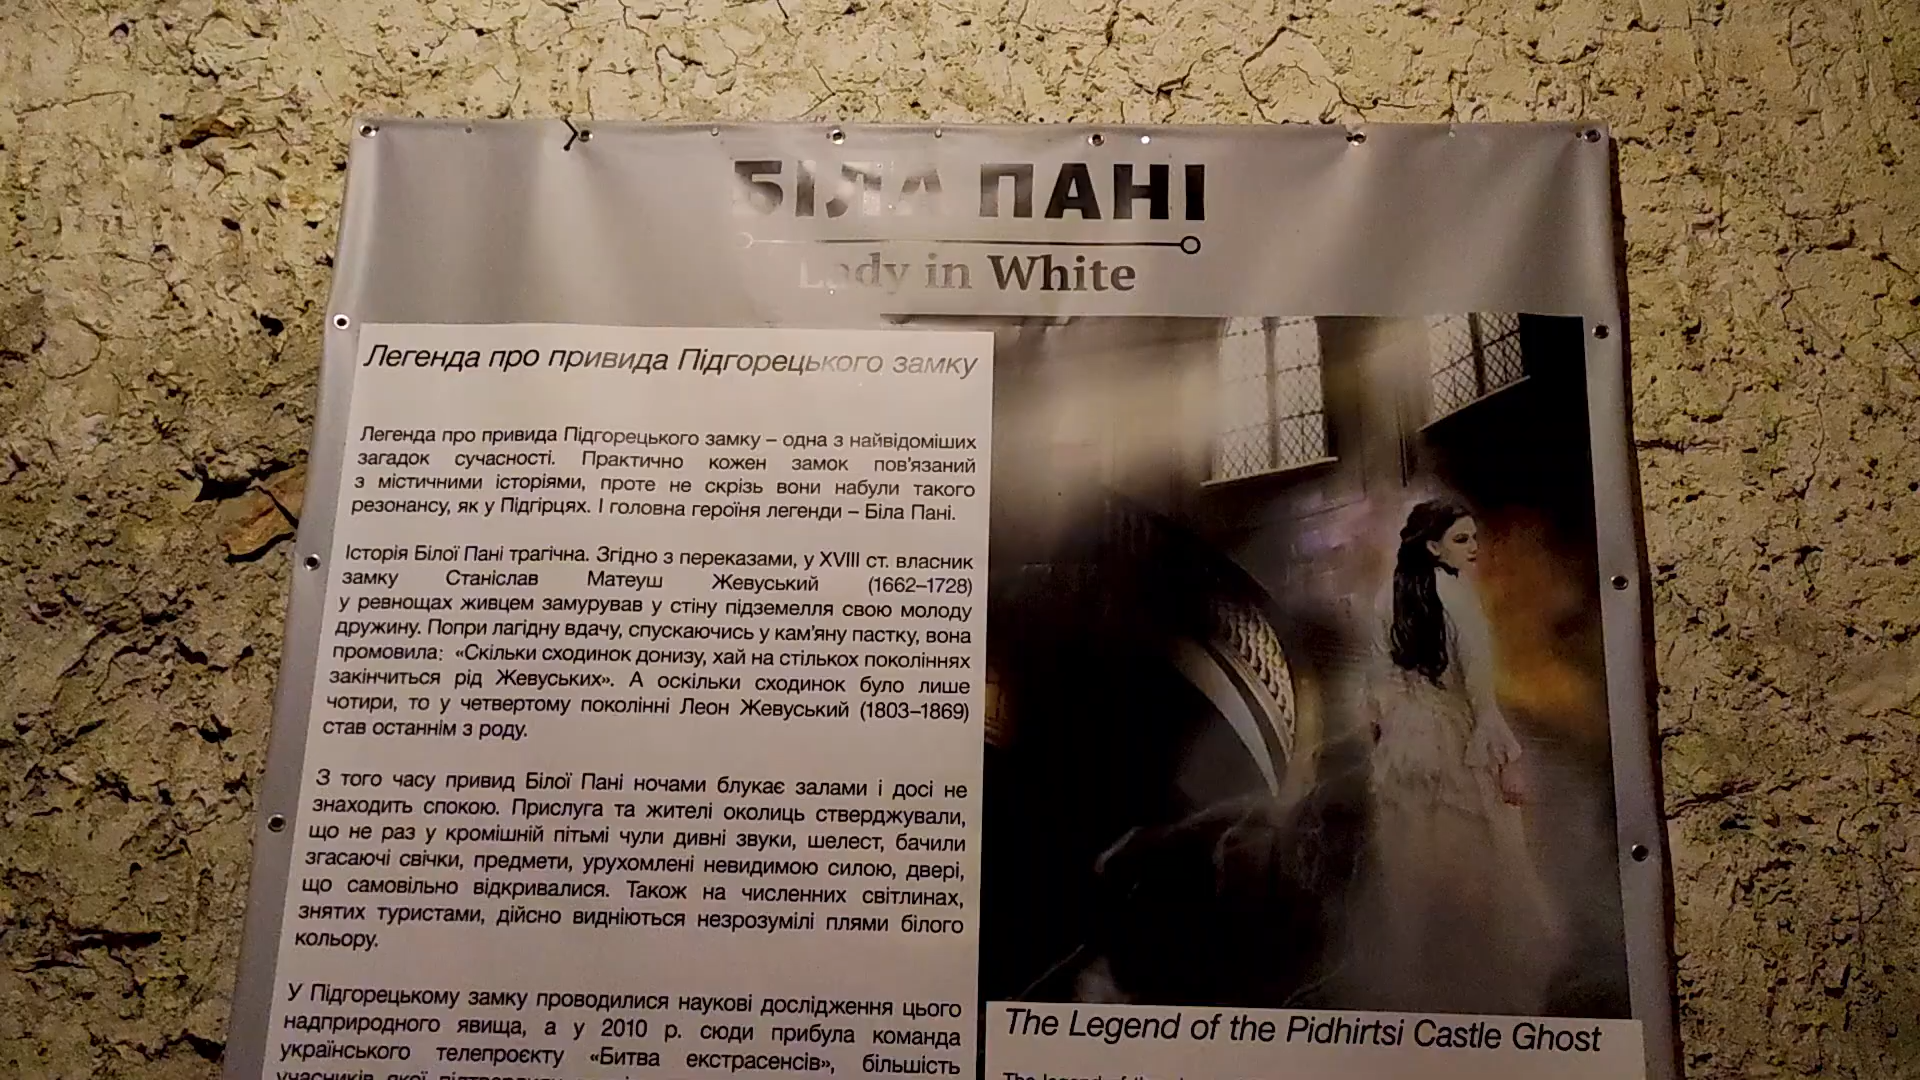 БІЛА ПАНІ
Lady in White
Легенда про привида Підгорецького замку
Легенда про привида Підгорецького замку – одна з найвідоміших
загадок сучасності. Практично кожен замок пов'язаний
з містичними історіями, проте не скрізь вони набули такого
резонансу, як у Підгірцях. І головна героїня легенди – Біла Пані.
Історія Білої Пані трагічна. Згідно з переказами, у XVIII ст. власник
замку Станіслав Матеуш Жевуський (1662–1728)
у ревнощах живцем замурував у стіну підземелля свою молоду
дружину. Попри лагідну вдачу, спускаючись у кам'яну пастку, вона
промовила: «Скільки сходинок донизу, хай на стількох поколіннях
закінчиться рід Жевуських». А оскільки сходинок було лише
чотири, то у четвертому поколінні Леон Жевуський (1803–1869)
став останнім з роду.
З того часу привид Білої Пані ночами блукає залами і досі не
знаходить спокою. Прислуга та жителі околиць стверджували,
що не раз у кромішній пітьмі чули дивні звуки, шелест, бачили
згасаючі свічки, предмети, урухомлені невидимою силою, двері,
що самовільно відкривалися. Також на численних світлинах,
знятих туристами, дійсно видніються незрозумілі плями білого
кольору.
У Підгорецькому замку проводилися наукові дослідження цього
надприродного явища, а у 2010 р. сюди прибула команда
українського телепроєкту «Битва екстрасенсів», більшість
The Legend of the Pidhirtsi Castle Ghost